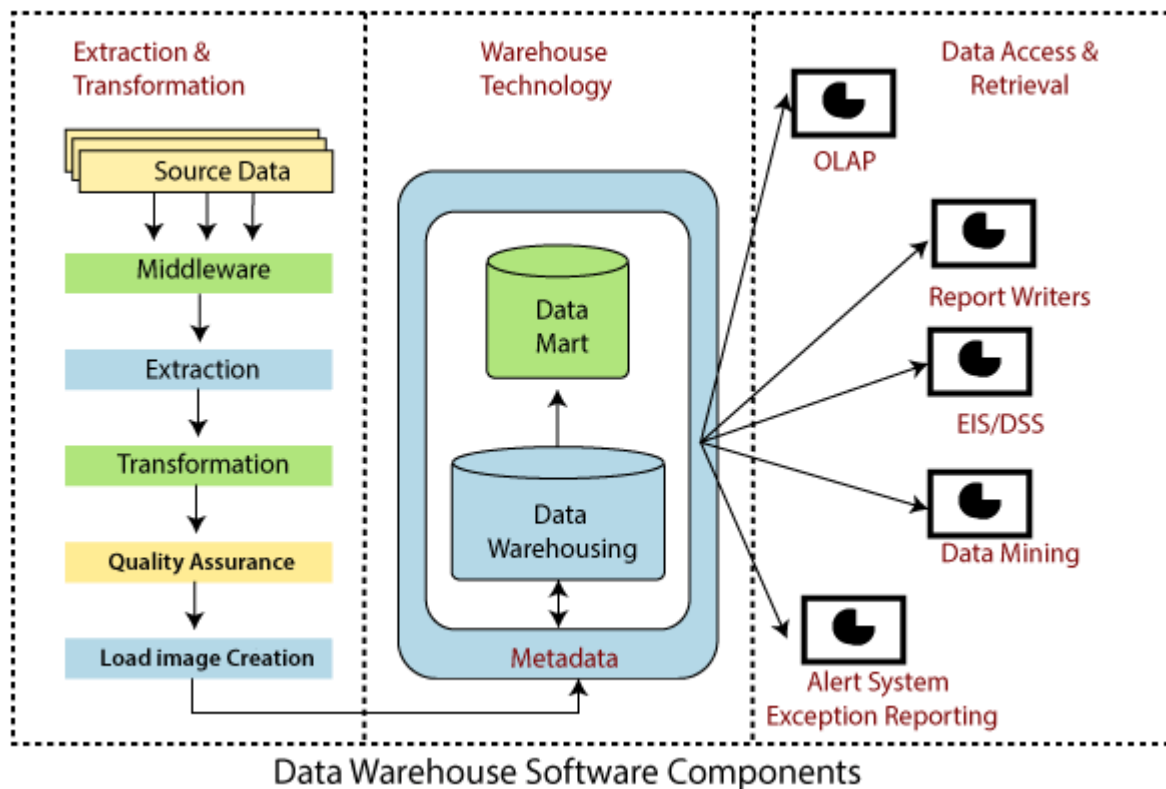 Extraction &
Transformation
Source Data
Middleware
Extraction
Transformation
Quality Assurance
Load image Creation
Warehouse
Technology
Data
Mart
Data
Warehousing
Metadata
Data Access &
Retrieval
OLAP
Report Writers
EIS/DSS
Data Mining
Alert System
Exception Reporting
Data Warehouse Software Components